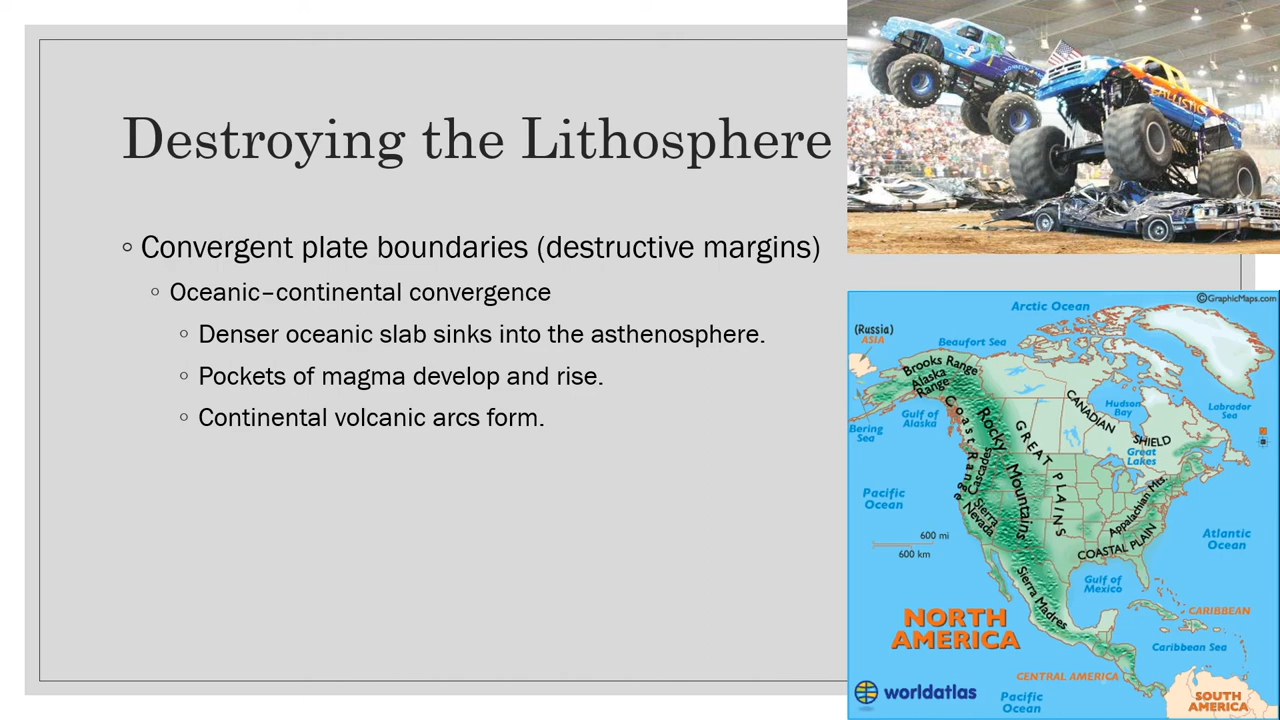 Destroying the Lithosphere
◦ Convergent plate boundaries (destructive margins)
◦ Oceanic–continental convergence
◦ Denser oceanic slab sinks into the asthenosphere.
◦ Pockets of magma develop and rise.
◦ Continental volcanic arcs form.
BALLISTIC
©GraphicMaps.com
Arctic Ocean
(Russia)
ASIA
Beaufort Sea
Brooks Range
Alaska
Range
Gulf of
Alaska
Bering
Sea
Coast Range
Rocky Mountains
Cascades
Sierra
Nevada
GREAT PLAINS
CANADIAN
SHIELD
Hudson
Bay
Labrador
Sea
Great
Lakes
Appalachian Mts.
COASTAL PLAIN
Pacific
Ocean
Atlantic
Ocean
600 mi
600 km
Gulf of
Mexico
Sierra Madres
NORTH
AMERICA
CARIBBEAN
Caribbean Sea
CENTRAL AMERICA
worldatlas
Pacific
Ocean
SOUTH
AMERICA